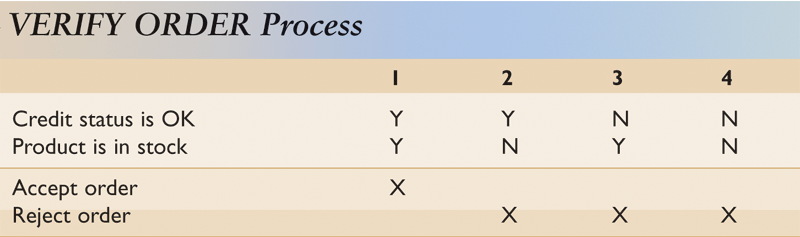 VERIFY ORDER Process
1 2 3 4
Credit status is OK Y Y N N
Product is in stock Y N Y N
Accept order X
Reject order X X X